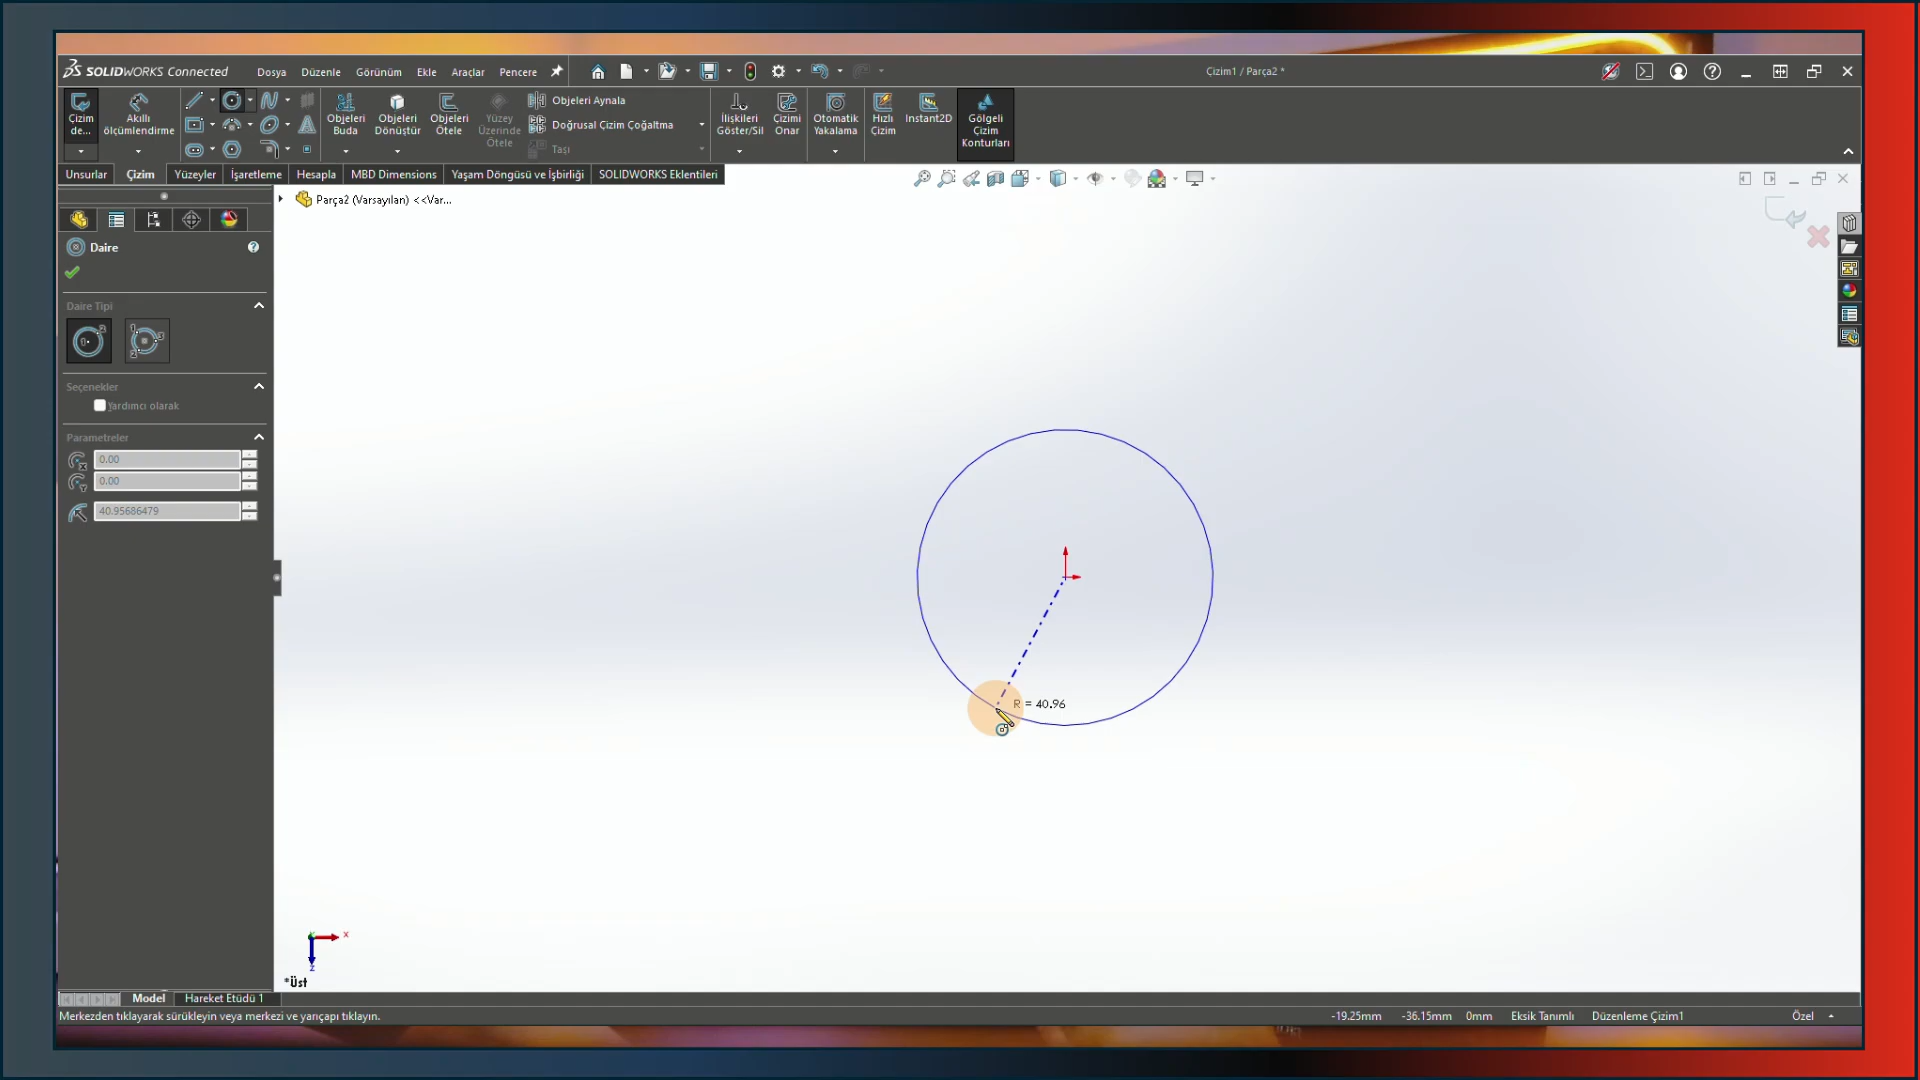 SOLIDWORKS Connected
Dosya Düzenle Görünüm Ekle Araçlar Pencere
Çizim1 / Parça2 *
Çizim de...
Akıllı ölçümlendirme
Objeleri Buda
Objeleri Dönüştür
Objeleri Ötele
Yüzey Üzerinde Ötele
Objeleri Aynala
Doğrusal Çizim Çoğaltma
Taşı
İlişkileri Göster/Sil
Çizimi Onar
Otomatik Yakalama
Hızlı Çizim
Instant2D
Gölgeli Çizim Konturları
Unsurlar Çizim Yüzeyler İşaretleme Hesapla MBD Dimensions Yaşam Döngüsü ve İşbirliği SOLIDWORKS Eklentileri
Parça2 (Varsayılan) <<Var...
Daire
Daire Tipi
Seçenekler
Yardımcı olarak
Parametreler
0.00
0.00
40.95686479
R = 40.96
x
z
*Üst
Model Hareket Etüdü 1
Merkezden tıklayarak sürükleyin veya merkezi ve yarıçapı tıklayın.
-19.25mm -36.15mm 0mm Eksik Tanımlı Düzenleme Çizim1 Özel